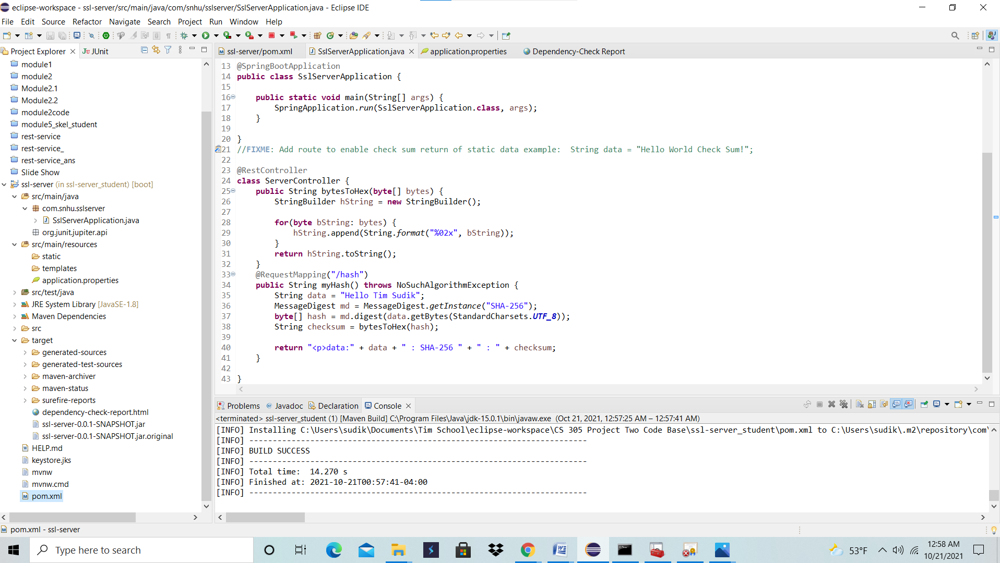 eclipse-workspace - ssl-server/src/main/java/com/snhu/sslserver/SslServerApplication.java - Eclipse IDE
File Edit Source Refactor Navigate Search Project Run Window Help
Project Explorer JUnit
module1
module2
Module2.1
Module2.2
module2code
module5_skel_student
rest-service
rest-service_
rest-service_ans
Slide Show
ssl-server (in ssl-server_student) [boot]
src/main/java
com.snhu.sslserver
SslServerApplication.java
org.junit.jupiter.api
src/main/resources
static
templates
application.properties
src/test/java
JRE System Library [JavaSE-1.8]
Maven Dependencies
src
target
generated-sources
generated-test-sources
maven-archiver
maven-status
surefire-reports
dependency-check-report.html
ssl-server-0.0.1-SNAPSHOT.jar
ssl-server-0.0.1-SNAPSHOT.jar.original
HELP.md
keystore.jks
mvnw
mvnw.cmd
pom.xml
ssl-server/pom.xml SslServerApplication.java application.properties Dependency-Check Report
13 @SpringBootApplication
14 public class SslServerApplication {
15
16 public static void main(String[] args) {
17 SpringApplication.run(SslServerApplication.class, args);
18 }
19
20 }
21 //FIXME: Add route to enable check sum return of static data example:  String data = "Hello World Check Sum!";
22
23 @RestController
24 class ServerController {
25 public String bytesToHex(byte[] bytes) {
26 StringBuilder hString = new StringBuilder();
27
28 for(byte bString: bytes) {
29 hString.append(String.format("%02x", bString));
30 }
31 return hString.toString();
32 }
33 @RequestMapping("/hash")
34 public String myHash() throws NoSuchAlgorithmException {
35 String data = "Hello Tim Sudik";
36 MessageDigest md = MessageDigest.getInstance("SHA-256");
37 byte[] hash = md.digest(data.getBytes(StandardCharsets.UTF_8));
38 String checksum = bytesToHex(hash);
39
40 return "<p>data:" + data + " : SHA-256 " + " : " + checksum;
41 }
42
43 }
Problems Javadoc Declaration Console
<terminated> ssl-server_student (1) [Maven Build] C:\Program Files\Java\jdk-15.0.1\bin\javaw.exe (Oct 21, 2021, 12:57:25 AM – 12:57:41 AM)
[INFO] Installing C:\Users\sudik\Documents\Tim School\eclipse-workspace\CS 305 Project Two Code Base\ssl-server_student\pom.xml to C:\Users\sudik\.m2\repository\com\
[INFO] ------------------------------------------------------------------------
[INFO] BUILD SUCCESS
[INFO] ------------------------------------------------------------------------
[INFO] Total time:  14.270 s
[INFO] Finished at: 2021-10-21T00:57:41-04:00
[INFO] ------------------------------------------------------------------------
pom.xml - ssl-server
Type here to search
53°F
12:58 AM
10/21/2021